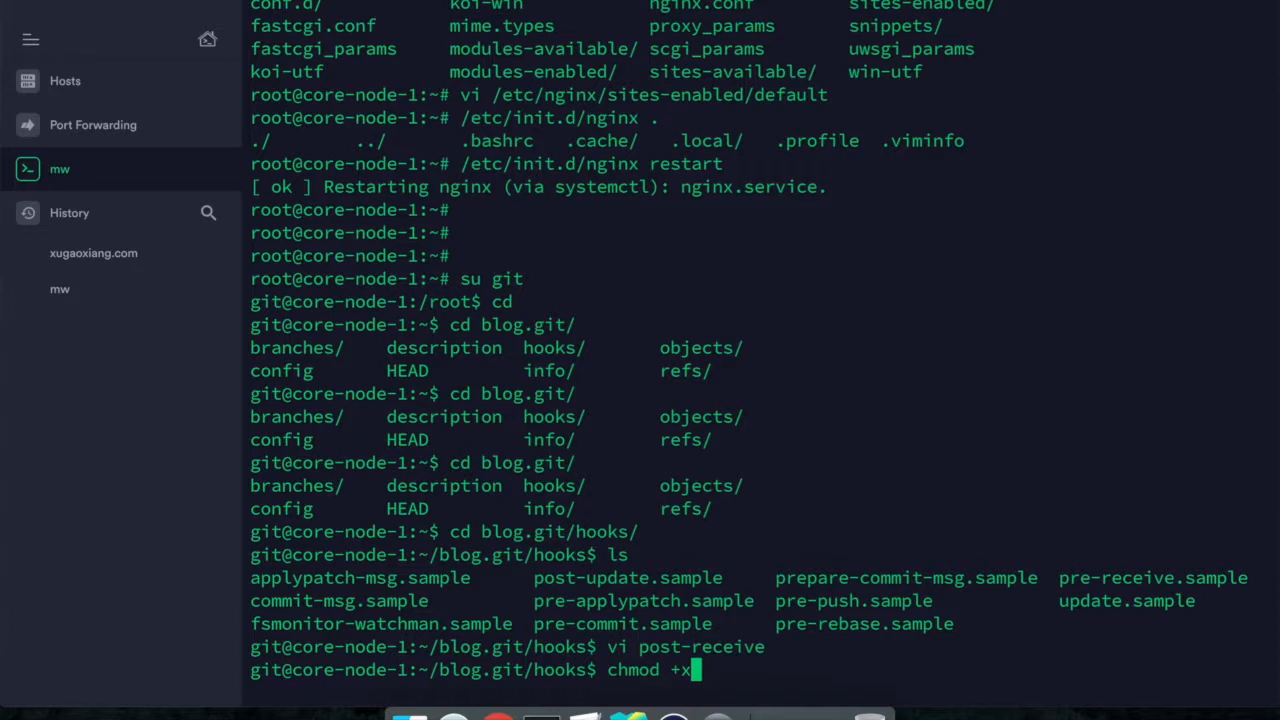 conf.d/ koi-win nginx.conf sites-enabled/
fastcgi.conf mime.types proxy_params snippets/
fastcgi_params modules-available/ scgi_params uwsgi_params
koi-utf modules-enabled/ sites-available/ win-utf
root@core-node-1:~# vi /etc/nginx/sites-enabled/default
root@core-node-1:~# /etc/init.d/nginx .
./ ../ .bashrc .cache/ .local/ .profile .viminfo
root@core-node-1:~# /etc/init.d/nginx restart
[ ok ] Restarting nginx (via systemctl): nginx.service.
root@core-node-1:~#
root@core-node-1:~#
root@core-node-1:~#
root@core-node-1:~# su git
git@core-node-1:/root$ cd
git@core-node-1:~$ cd blog.git/
branches/ description hooks/ objects/
config HEAD info/ refs/
git@core-node-1:~$ cd blog.git/
branches/ description hooks/ objects/
config HEAD info/ refs/
git@core-node-1:~$ cd blog.git/
branches/ description hooks/ objects/
config HEAD info/ refs/
git@core-node-1:~$ cd blog.git/hooks/
git@core-node-1:~/blog.git/hooks$ ls
applypatch-msg.sample post-update.sample prepare-commit-msg.sample pre-receive.sample
commit-msg.sample pre-applypatch.sample pre-push.sample update.sample
fsmonitor-watchman.sample pre-commit.sample pre-rebase.sample
git@core-node-1:~/blog.git/hooks$ vi post-receive
git@core-node-1:~/blog.git/hooks$ chmod +x
Hosts
Port Forwarding
mw
History
xugaoxiang.com
mw